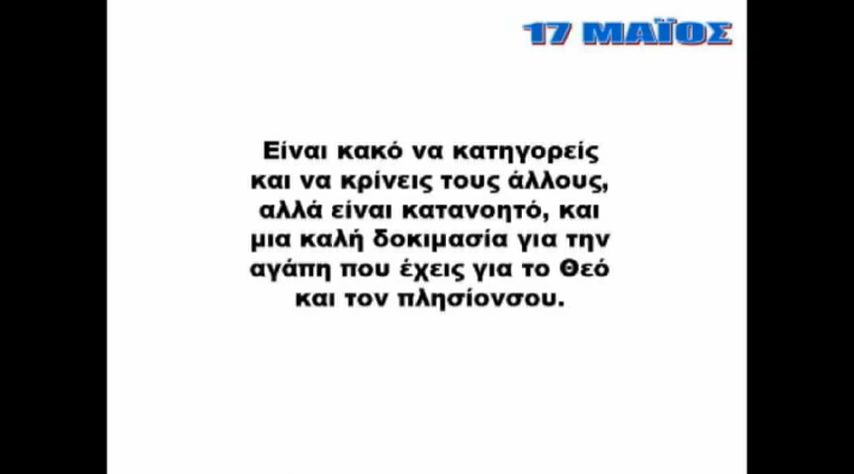 17 ΜΑΪΟΣ
Είναι κακό να κατηγορείς
και να κρίνεις τους άλλους,
αλλά είναι κατανοητό, και
μια καλή δοκιμασία για την
αγάπη που έχεις για το Θεό
και τον πλησίονσου.